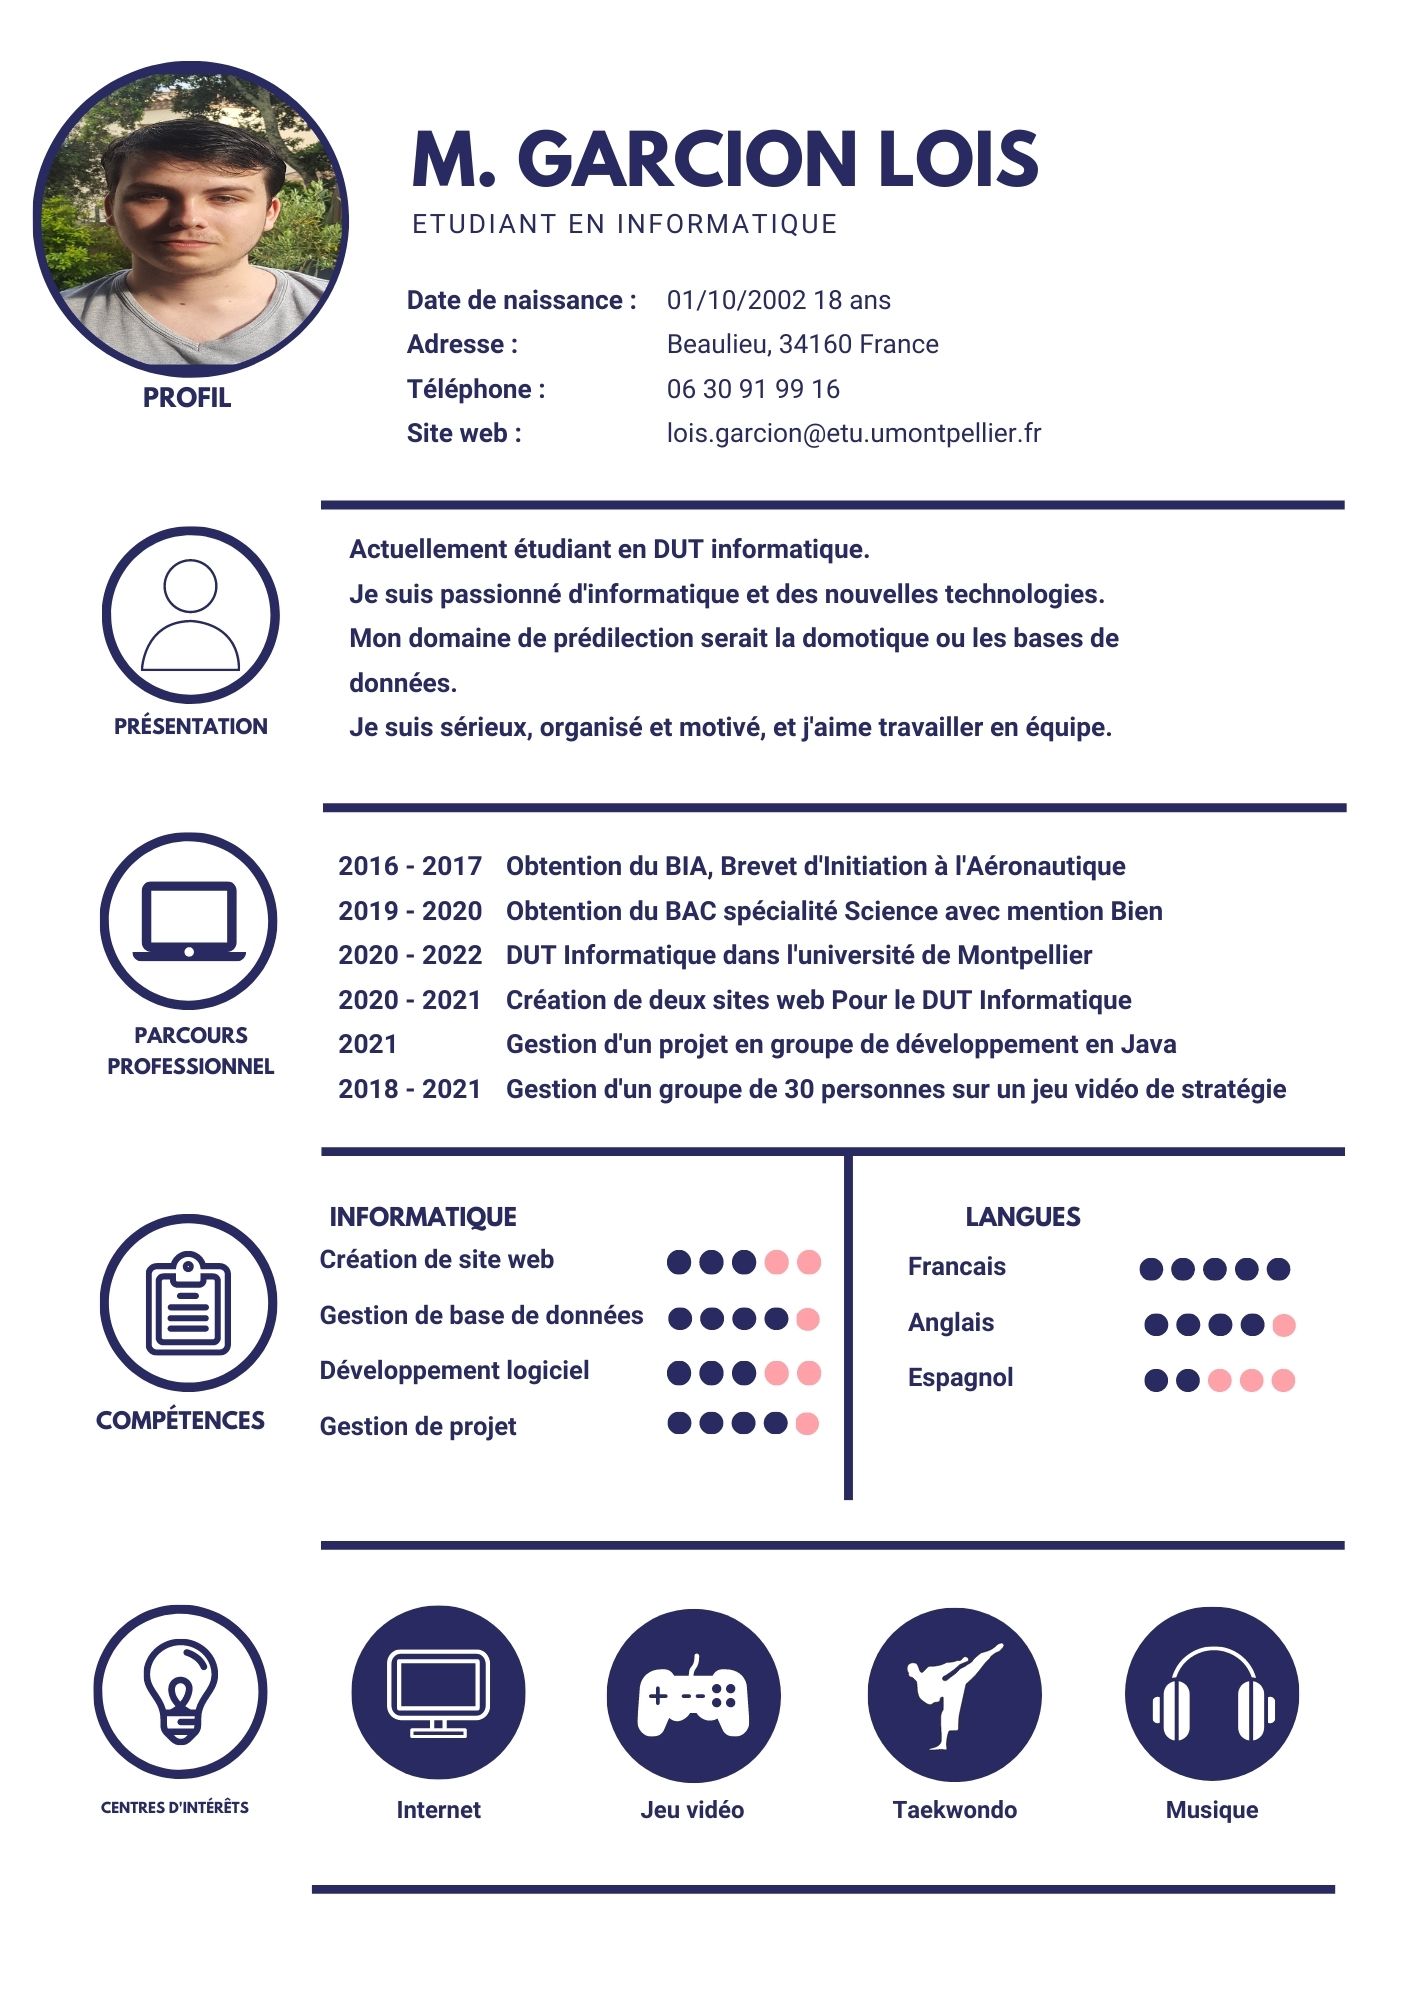 M. GARCION LOIS
ETUDIANT EN INFORMATIQUE
Date de naissance : 01/10/2002 18 ans
Adresse : Beaulieu, 34160 France
Téléphone : 06 30 91 99 16
Site web : lois.garcion@etu.umontpellier.fr
PROFIL
Actuellement étudiant en DUT informatique.
Je suis passionné d'informatique et des nouvelles technologies.
Mon domaine de prédilection serait la domotique ou les bases de
données.
Je suis sérieux, organisé et motivé, et j'aime travailler en équipe.
PRÉSENTATION
2016 - 2017 Obtention du BIA, Brevet d'Initiation à l'Aéronautique
2019 - 2020 Obtention du BAC spécialité Science avec mention Bien
2020 - 2022 DUT Informatique dans l'université de Montpellier
2020 - 2021 Création de deux sites web Pour le DUT Informatique
2021 Gestion d'un projet en groupe de développement en Java
2018 - 2021 Gestion d'un groupe de 30 personnes sur un jeu vidéo de stratégie
PARCOURS
PROFESSIONNEL
COMPÉTENCES
INFORMATIQUE
Création de site web
Gestion de base de données
Développement logiciel
Gestion de projet
LANGUES
Francais
Anglais
Espagnol
CENTRES D'INTÉRÊTS
Internet
Jeu vidéo
Taekwondo
Musique